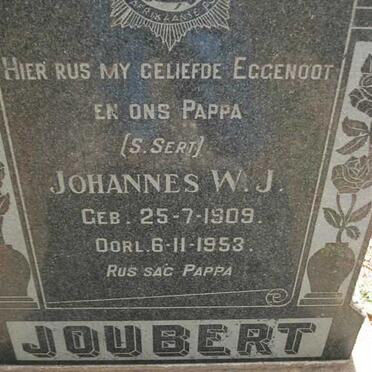 HIER RUS MY GELIEFDE EGGENOOT
EN ONS PAPPA
(S. SERT)
JOHANNES W. J.
GEB. 25-7-1909.
OORL. 6-11-1953.
RUS SAC PAPPA
JOUBERT